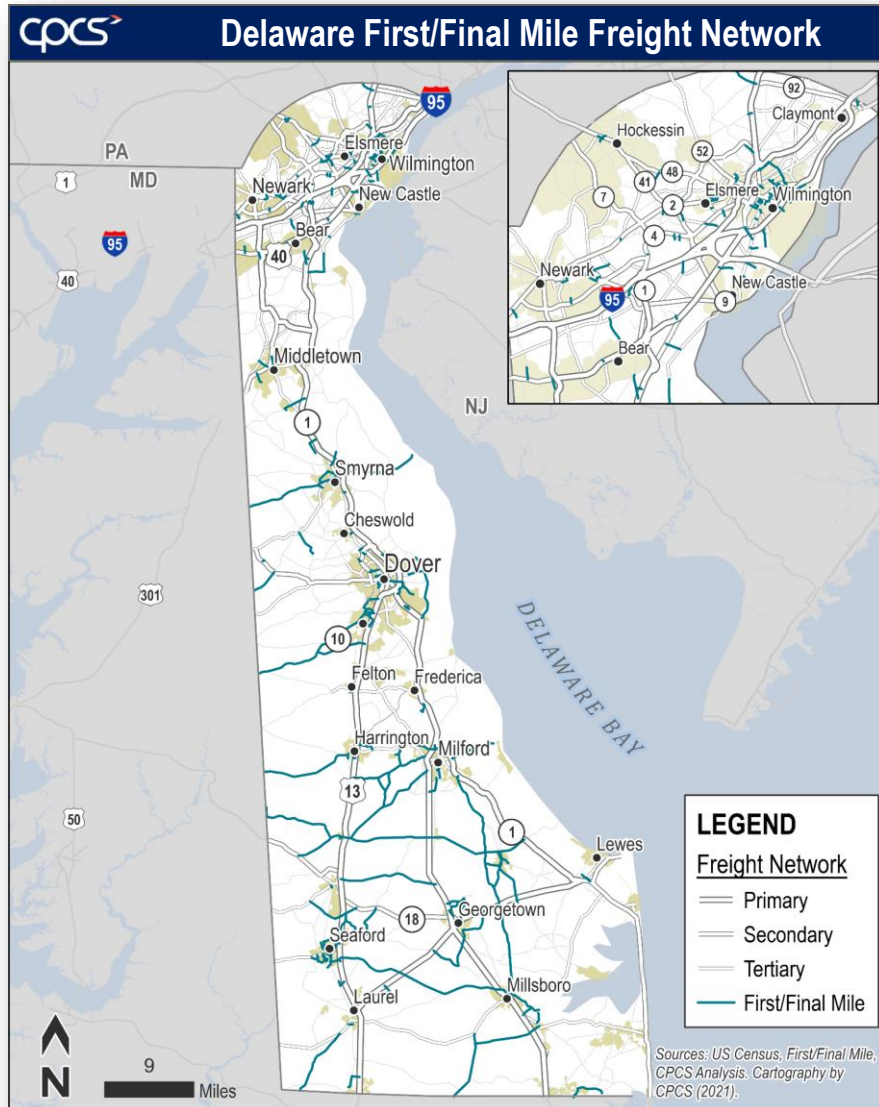 CPCS
Delaware First/Final Mile Freight Network
95
PA
MD
1
95
40
Elsmere
Wilmington
Newark
New Castle
Bear
40
Middletown
NJ
1
Smyrna
Cheswold
Dover
301
10
Felton
Frederica
DELAWARE BAY
Harrington
Milford
13
50
1
Lewes
18
Georgetown
Seaford
Laurel
Millsboro
92
Claymont
Hockessin
52
41
48
Elsmere
Wilmington
7
2
4
Newark
95
1
New Castle
9
Bear
LEGEND
Freight Network
Primary
Secondary
Tertiary
First/Final Mile
N
9
Miles
Sources: US Census, First/Final Mile,
CPCS Analysis. Cartography by
CPCS (2021).